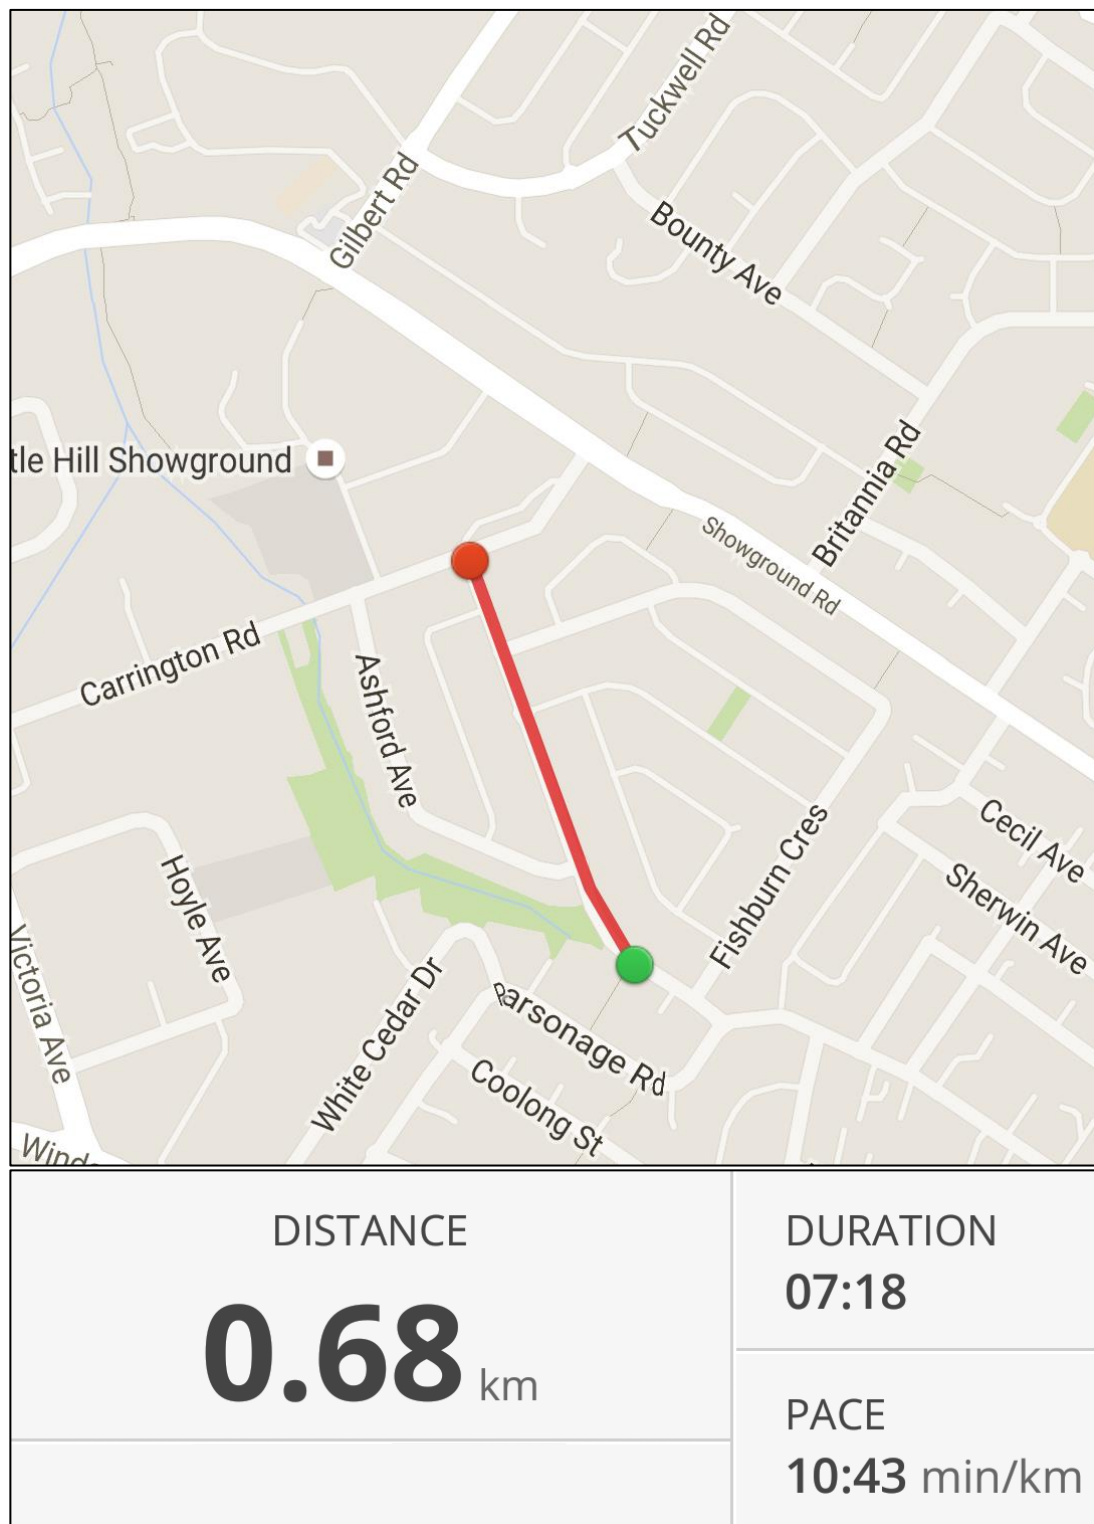 Tuckwell Rd
Gilbert Rd
Bounty Ave
Britannia Rd
tle Hill Showground
Showground Rd
Carrington Rd
Ashford Ave
Hoyle Ave
Fishburn Cres
Cecil Ave
Sherwin Ave
Victoria Ave
White Cedar Dr
Parsonage Rd
Coolong St
DISTANCE
0.68 km
DURATION
07:18
PACE
10:43 min/km